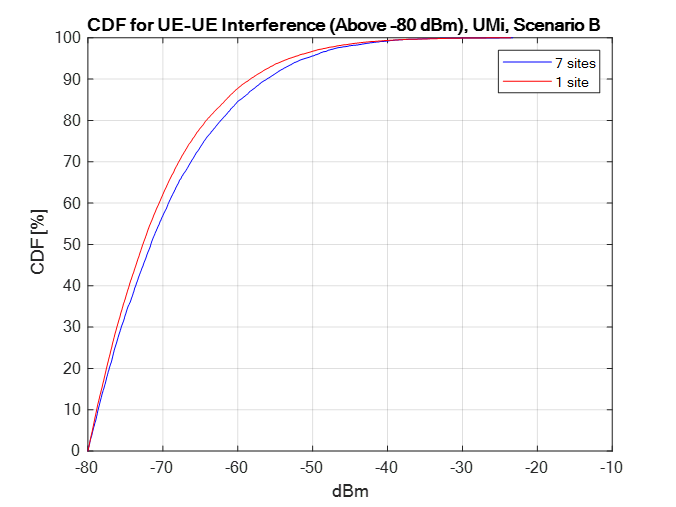 CDF for UE-UE Interference (Above -80 dBm), UMi, Scenario B
CDF [%]
100
90
80
70
60
50
40
30
20
10
0
7 sites
1 site
-80 -70 -60 -50 -40 -30 -20 -10
dBm